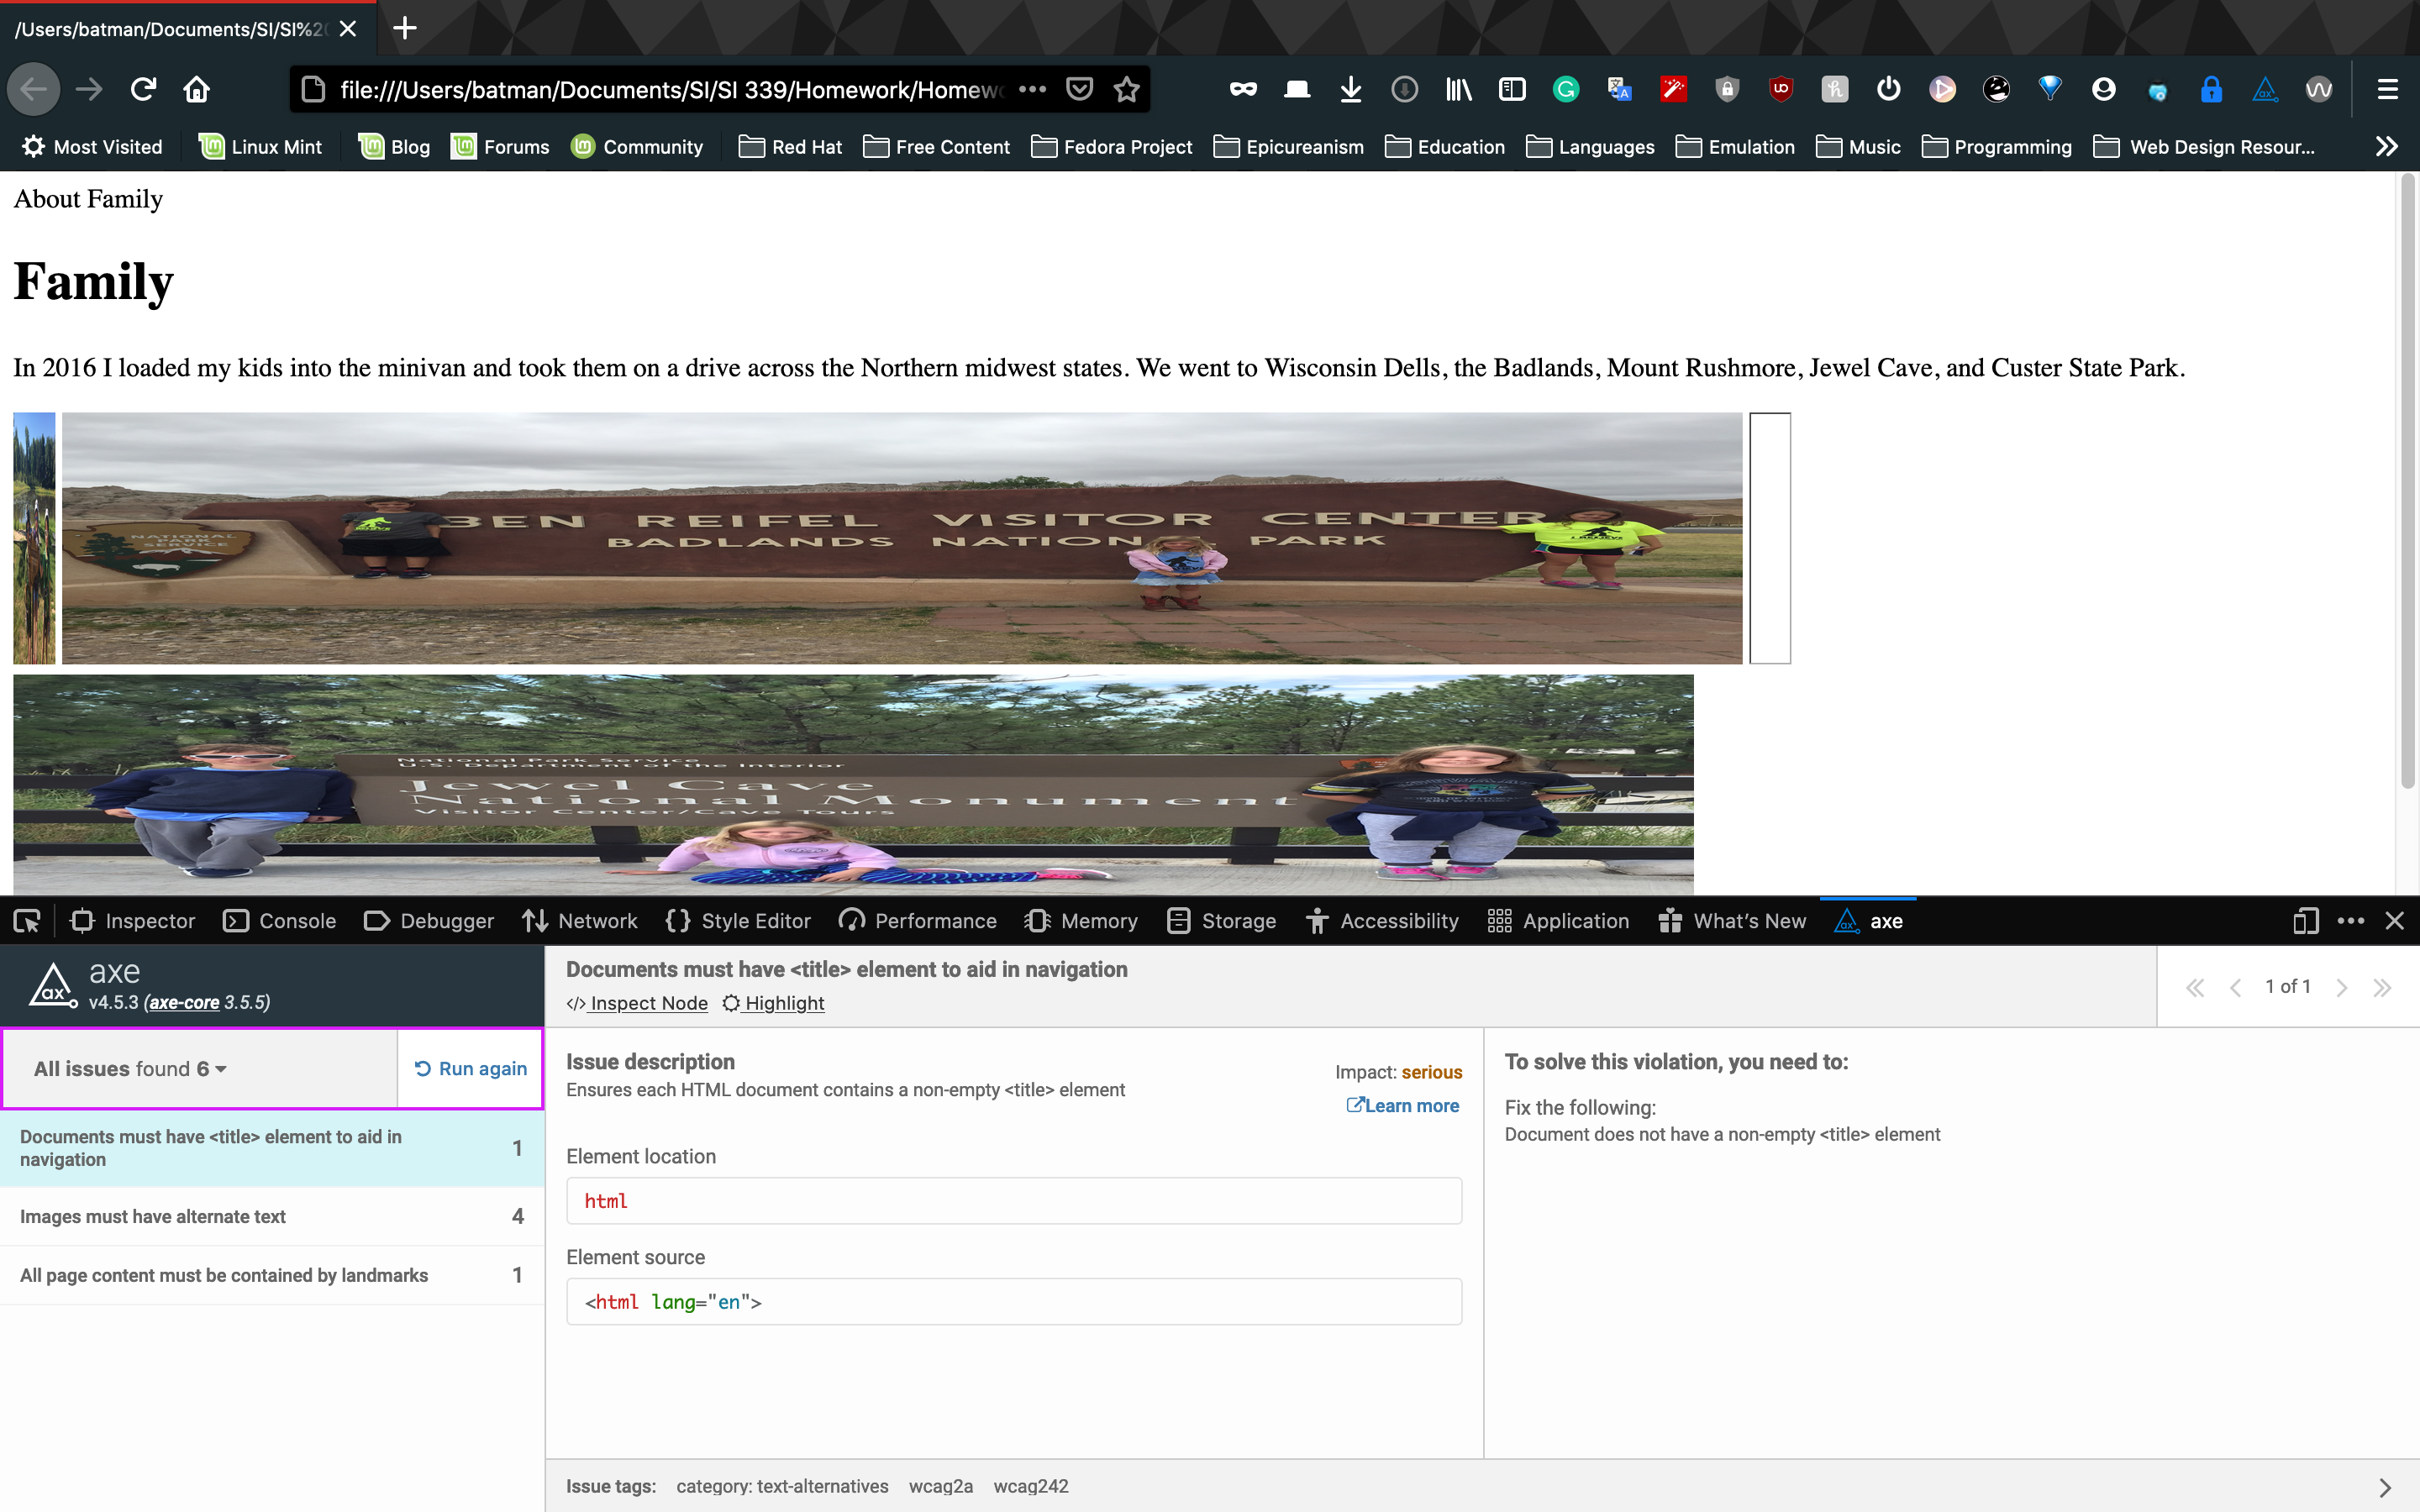 /Users/batman/Documents/SI/SI%20
file:///Users/batman/Documents/SI/SI 339/Homework/Homew
Most Visited Linux Mint Blog Forums Community Red Hat Free Content Fedora Project Epicureanism Education Languages Emulation Music Programming Web Design Resour...
About Family
Family
In 2016 I loaded my kids into the minivan and took them on a drive across the Northern midwest states. We went to Wisconsin Dells, the Badlands, Mount Rushmore, Jewel Cave, and Custer State Park.
NATIONAL
PARK
SERVICE
BEN REIFEL VISITOR CENTER
BADLANDS NATIONAL PARK
National Park Service
U.S. Department of the Interior
Jewel Cave
National Monument
Visitor Center/Cave Tours
Inspector Console Debugger Network Style Editor Performance Memory Storage Accessibility Application What's New axe
axe
v4.5.3 (axe-core 3.5.5)
All issues found 6
Run again
Documents must have <title> element to aid in
navigation
1
Images must have alternate text 4
All page content must be contained by landmarks 1
Documents must have <title> element to aid in navigation
</> Inspect Node Highlight
1 of 1
Issue description
Ensures each HTML document contains a non-empty <title> element
Impact: serious
Learn more
Element location
html
Element source
<html lang="en">
To solve this violation, you need to:
Fix the following:
Document does not have a non-empty <title> element
Issue tags: category: text-alternatives wcag2a wcag242